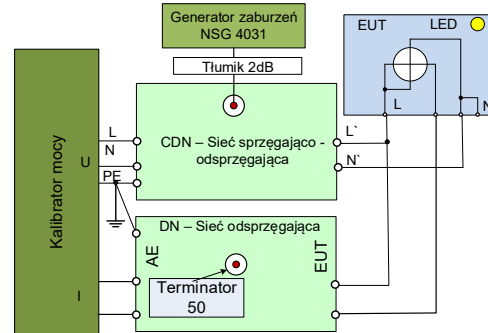 Generator zaburzeń
NSG 4031
Tłumik 2dB
EUT
LED
L
N
Kalibrator mocy
U
I
L
N
PE
CDN – Sieć sprzęgająco -
odsprzęgająca
L`
N`
DN – Sieć odsprzęgająca
AE
EUT
Terminator
50